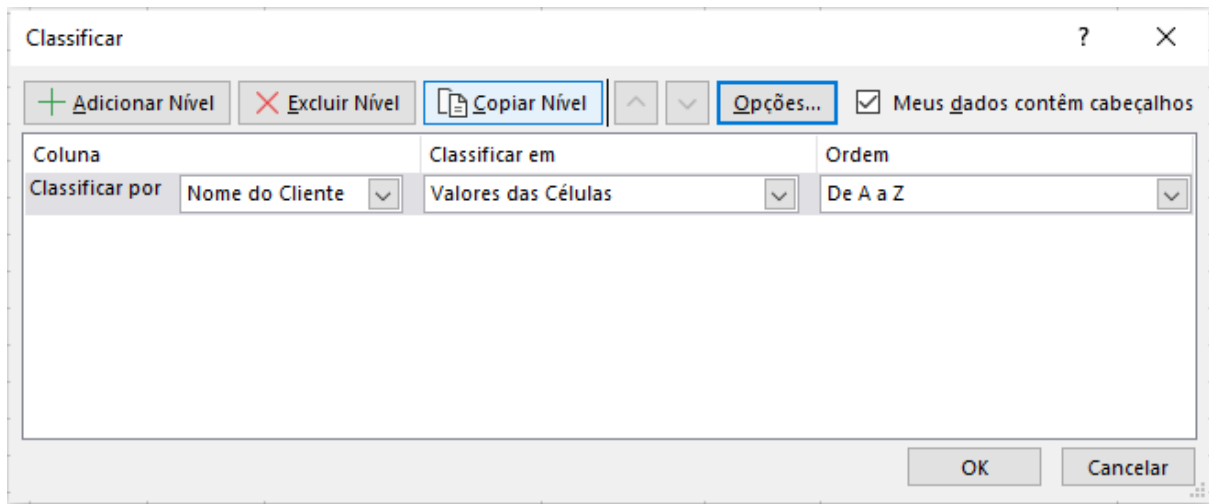 Classificar ?
Adicionar Nível Excluir Nível Copiar Nível Opções... Meus dados contêm cabeçalhos
Coluna Classificar em Ordem
Classificar por Nome do Cliente Valores das Células De A a Z
OK Cancelar